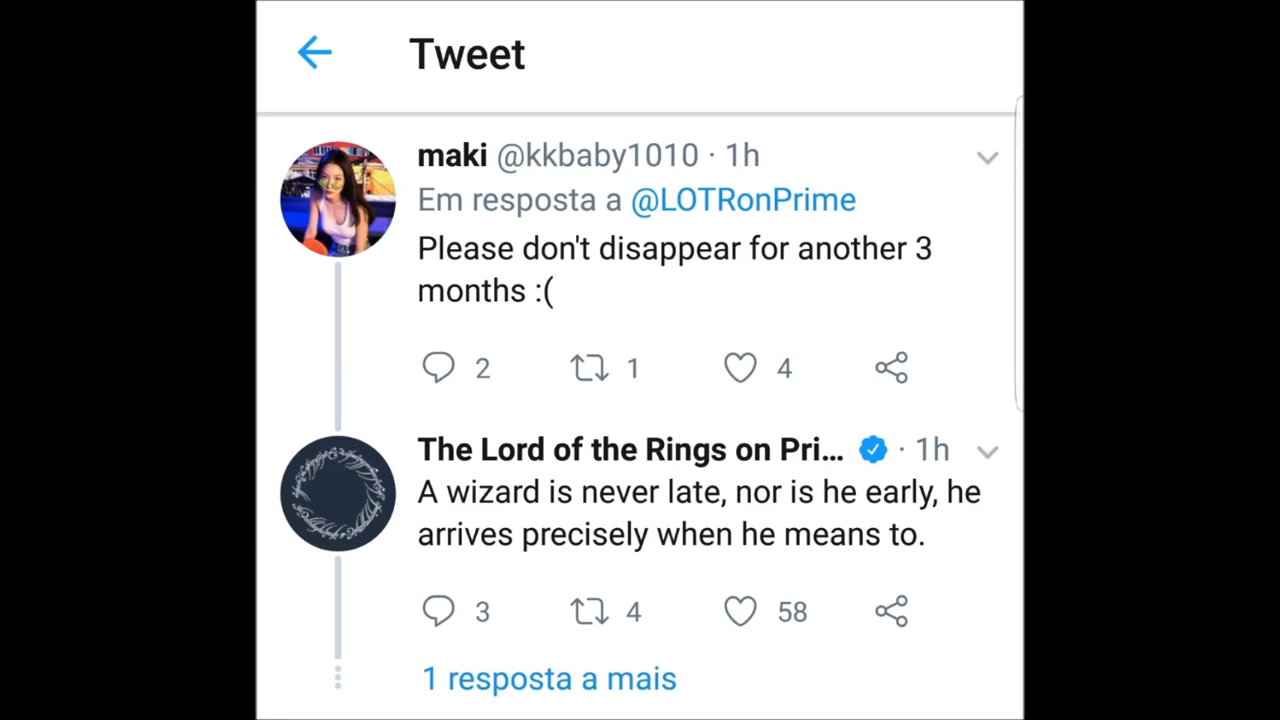 Tweet
maki @kkbaby1010 · 1h
Em resposta a @LOTRonPrime
Please don't disappear for another 3
months :(
2 1 4
The Lord of the Rings on Pri... · 1h
A wizard is never late, nor is he early, he
arrives precisely when he means to.
3 4 58
1 resposta a mais